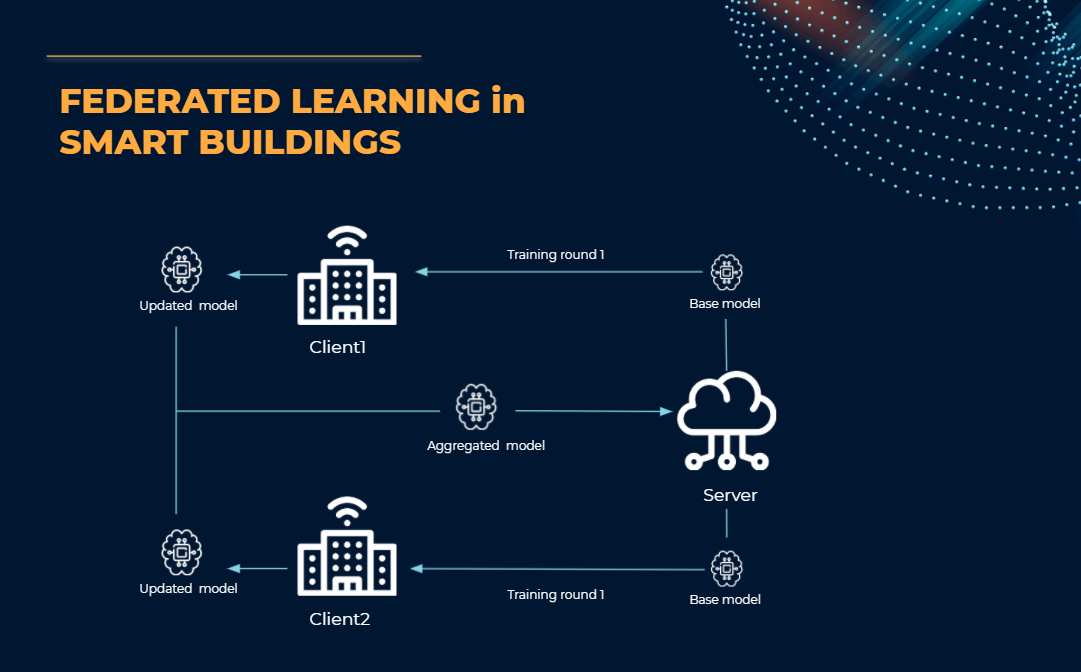 FEDERATED LEARNING in
SMART BUILDINGS
Training round 1
Updated model
Base model
Client1
Aggregated model
Server
Updated model
Training round 1
Base model
Client2